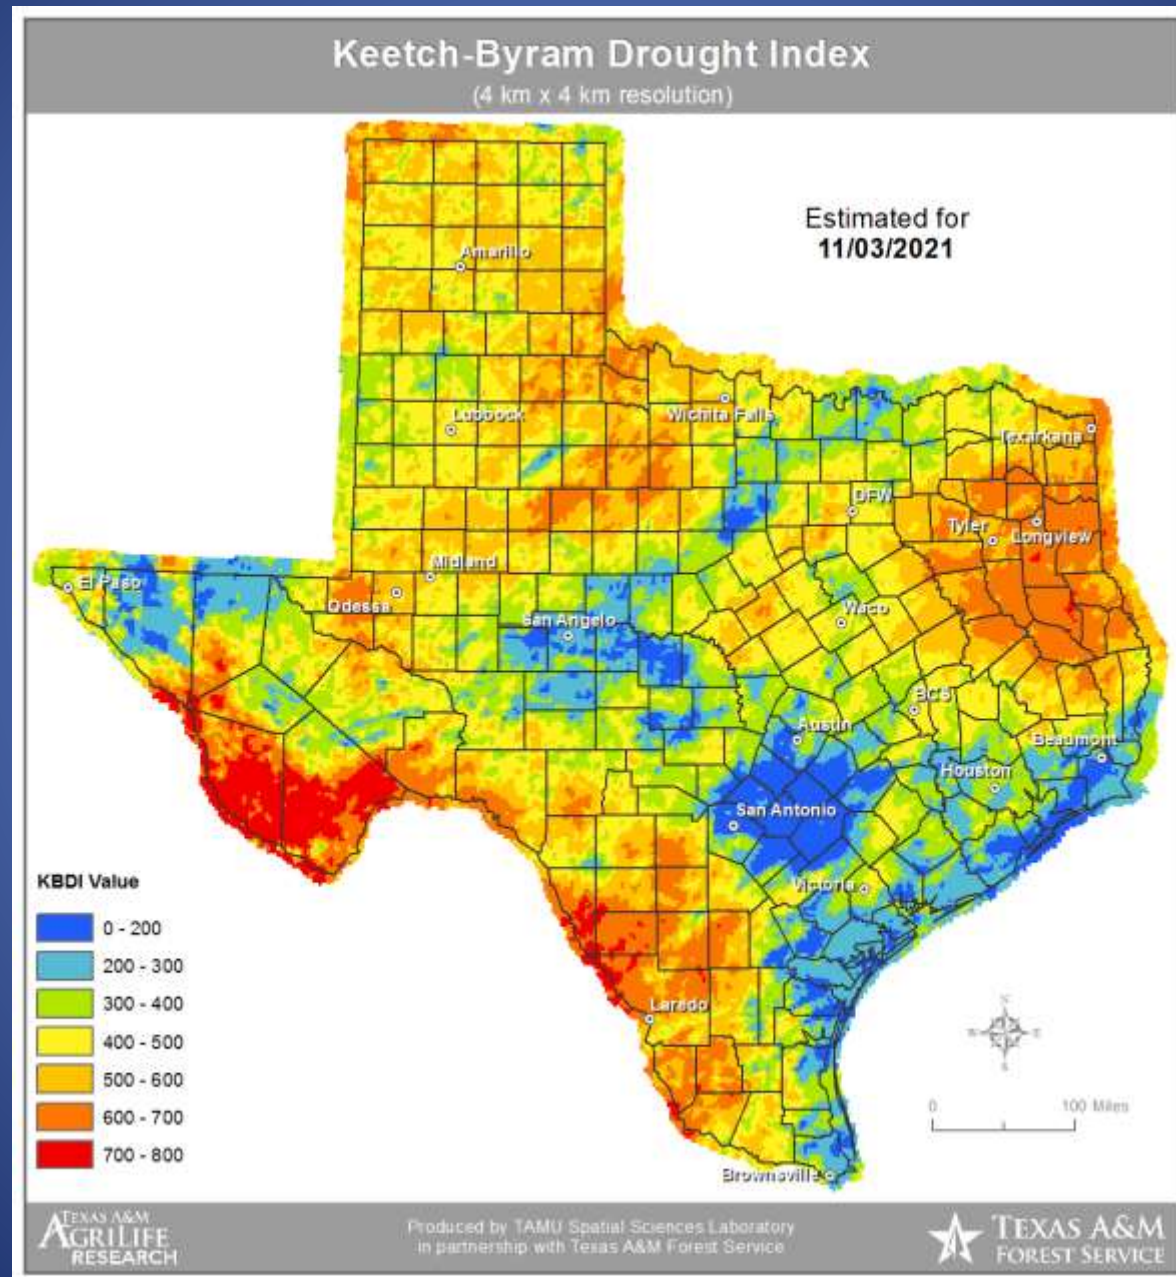 Keetch-Byram Drought Index
(4 km x 4 km resolution)
Estimated for
11/03/2021
Amarillo
Lubbock
Wichita Falls
Texarkana
DFW
Tyler
Longview
Midland
El Paso
Odessa
San Angelo
Waco
BCS
Austin
Beaumont
Houston
San Antonio
Victoria
Laredo
Brownsville
KBDI Value
0 - 200
200 - 300
300 - 400
400 - 500
500 - 600
600 - 700
700 - 800
N
W
E
S
0 100 Miles
TEXAS A&M
AGRILIFE
RESEARCH
Produced by TAMU Spatial Sciences Laboratory
in partnership with Texas A&M Forest Service
TEXAS A&M
FOREST SERVICE